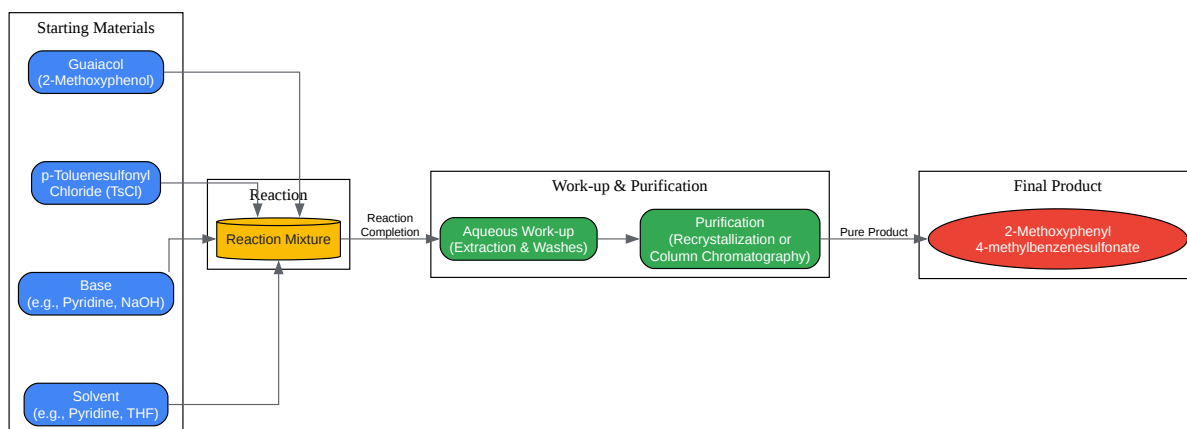 Starting Materials
Guaiacol
(2-Methoxyphenol)
p-Toluenesulfonyl
Chloride (TsCl)
Base
(e.g., Pyridine, NaOH)
Solvent
(e.g., Pyridine, THF)
Reaction
Reaction Mixture
Reaction
Completion
Work-up & Purification
Aqueous Work-up
(Extraction & Washes)
Purification
(Recrystallization or
Column Chromatography)
Pure Product
Final Product
2-Methoxyphenyl
4-methylbenzenesulfonate